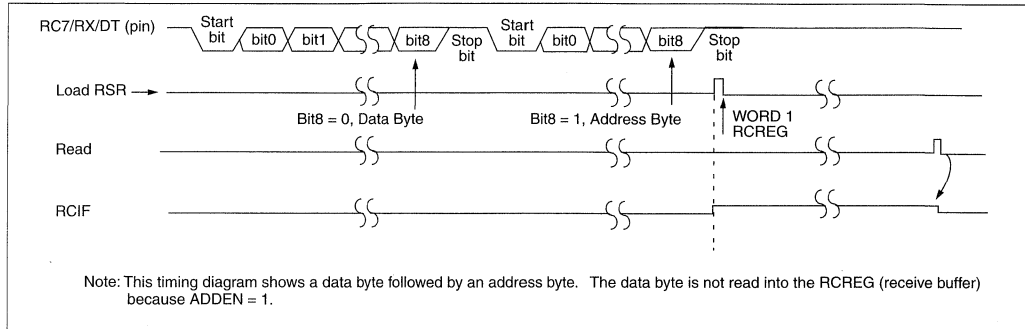 RC7/RX/DT (pin)
Start
bit
bit0
bit1
bit8
Stop
bit
Start
bit
bit0
bit8
Stop
bit
Load RSR
Bit8 = 0, Data Byte
Bit8 = 1, Address Byte
WORD 1
RCREG
Read
RCIF
Note: This timing diagram shows a data byte followed by an address byte. The data byte is not read into the RCREG (receive buffer)
because ADDEN = 1.